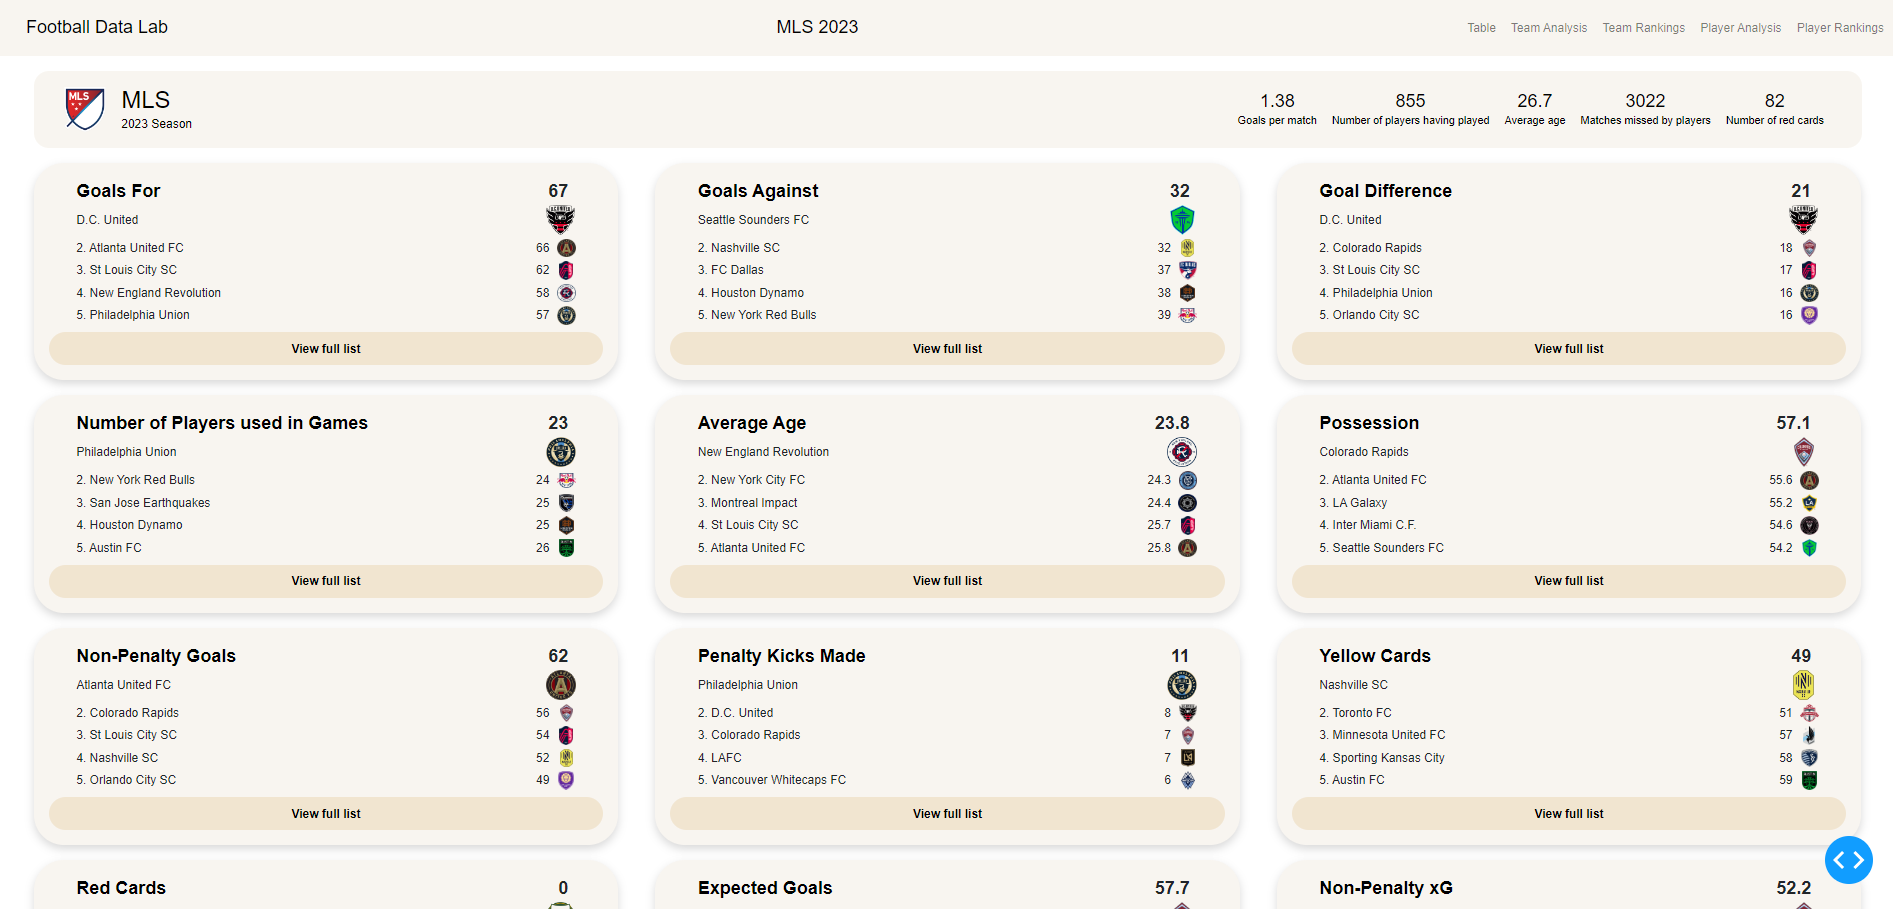 Football Data Lab
MLS 2023
Table Team Analysis Team Rankings Player Analysis Player Rankings
MLS
MLS
2023 Season
1.38
Goals per match
855
Number of players having played
26.7
Average age
3022
Matches missed by players
82
Number of red cards
Goals For 67
D.C. United
2. Atlanta United FC 66
3. St Louis City SC 62
4. New England Revolution 58
5. Philadelphia Union 57
View full list
Goals Against 32
Seattle Sounders FC
2. Nashville SC 32
3. FC Dallas 37
4. Houston Dynamo 38
5. New York Red Bulls 39
View full list
Goal Difference 21
D.C. United
2. Colorado Rapids 18
3. St Louis City SC 17
4. Philadelphia Union 16
5. Orlando City SC 16
View full list
Number of Players used in Games 23
Philadelphia Union
2. New York Red Bulls 24
3. San Jose Earthquakes 25
4. Houston Dynamo 25
5. Austin FC 26
View full list
Average Age 23.8
New England Revolution
2. New York City FC 24.3
3. Montreal Impact 24.4
4. St Louis City SC 25.7
5. Atlanta United FC 25.8
View full list
Possession 57.1
Colorado Rapids
2. Atlanta United FC 55.6
3. LA Galaxy 55.2
4. Inter Miami C.F. 54.6
5. Seattle Sounders FC 54.2
View full list
Non-Penalty Goals 62
Atlanta United FC
2. Colorado Rapids 56
3. St Louis City SC 54
4. Nashville SC 52
5. Orlando City SC 49
View full list
Penalty Kicks Made 11
Philadelphia Union
2. D.C. United 8
3. Colorado Rapids 7
4. LAFC 7
5. Vancouver Whitecaps FC 6
View full list
Yellow Cards 49
Nashville SC
2. Toronto FC 51
3. Minnesota United FC 57
4. Sporting Kansas City 58
5. Austin FC 59
View full list
Red Cards 0
Expected Goals 57.7
Non-Penalty xG 52.2